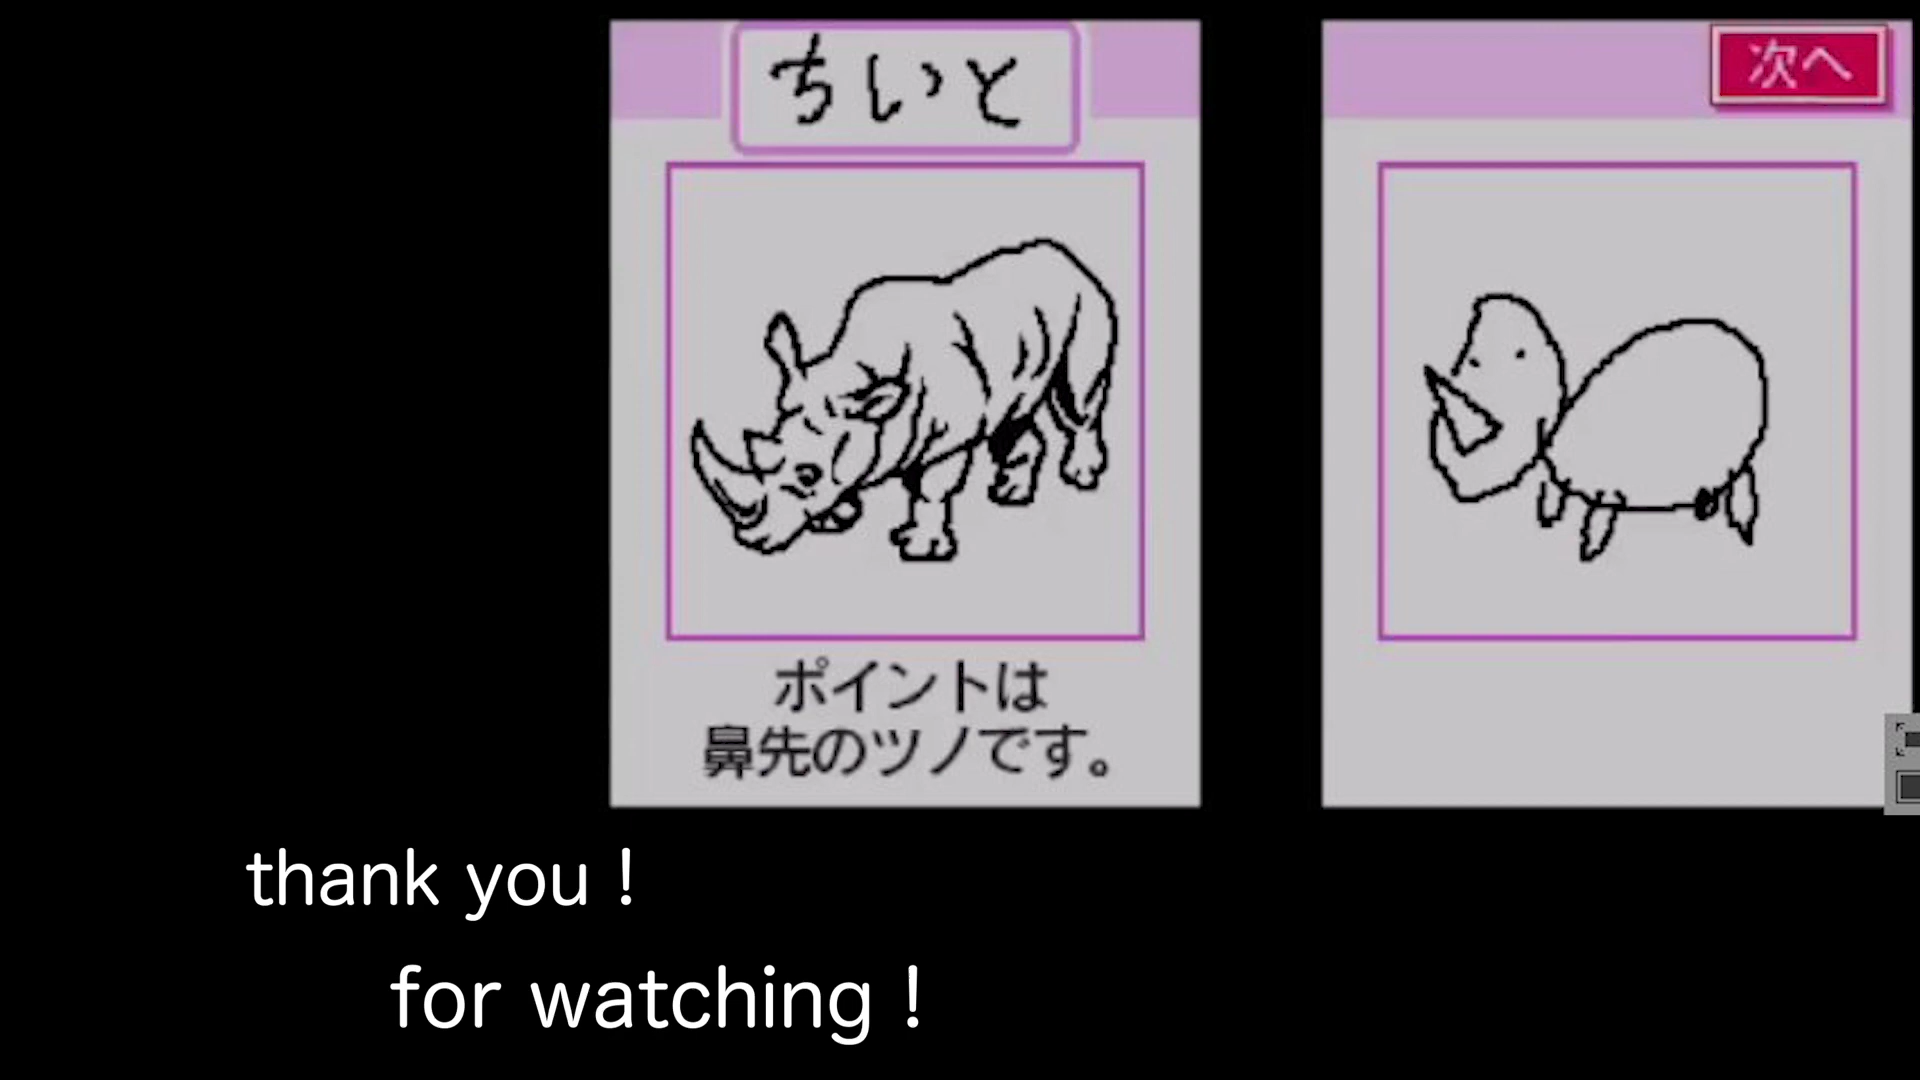 ちいと
次へ
ポイントは
鼻先のツノです。
thank you !
for watching !